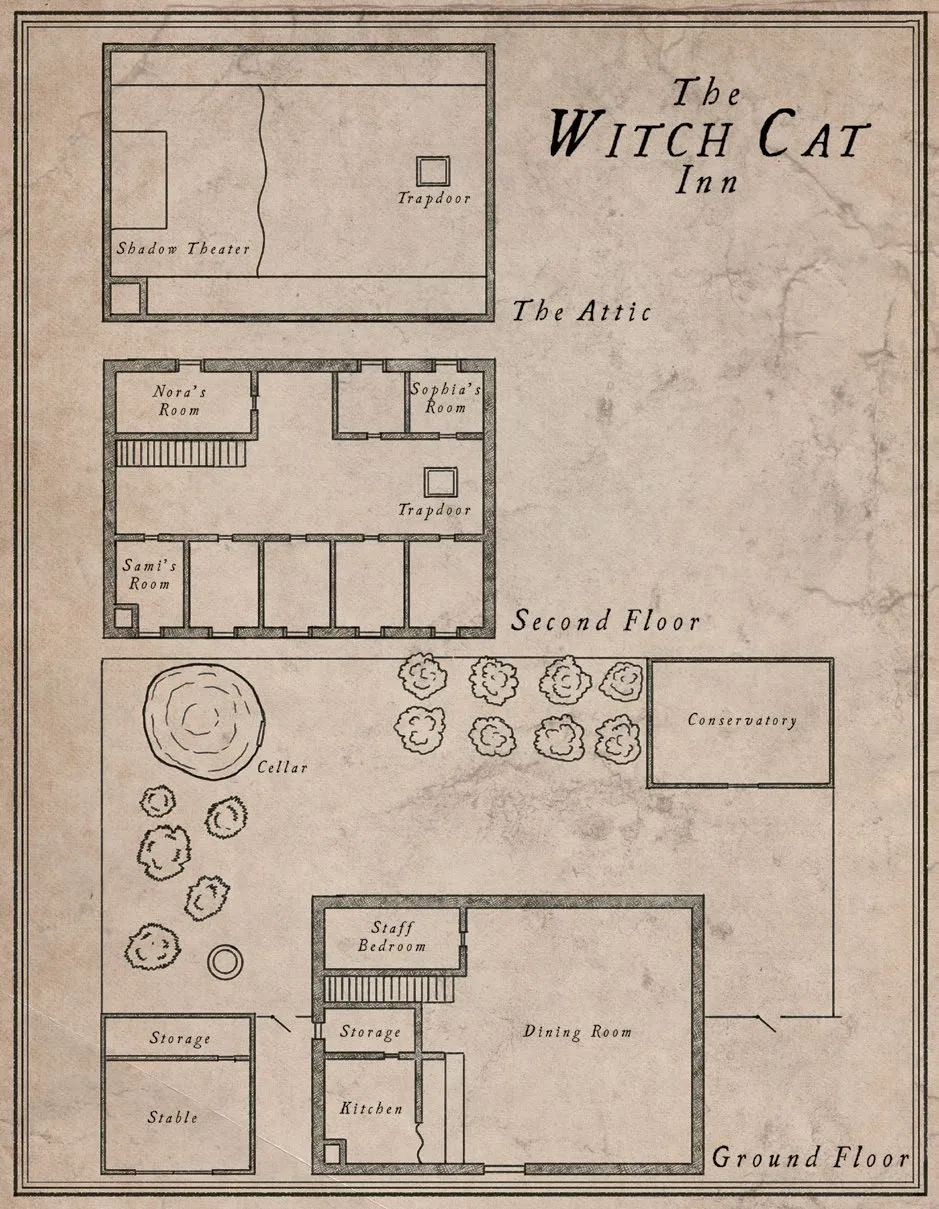 The
WITCH CAT
Inn
Trapdoor
Shadow Theater
The Attic
Nora's
Room
Sophia's
Room
Trapdoor
Sami's
Room
Second Floor
Conservatory
Cellar
Staff
Bedroom
Storage
Storage
Dining Room
Kitchen
Stable
Ground Floor